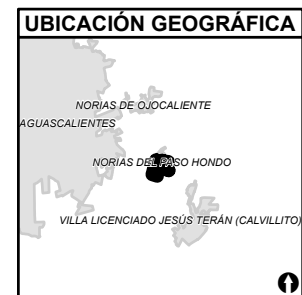 UBICACIÓN GEOGRÁFICA
NORIAS DE OJOCALIENTE
AGUASCALIENTES
NORIAS DEL PASO HONDO
VILLA LICENCIADO JESÚS TERÁN (CALVILLITO)